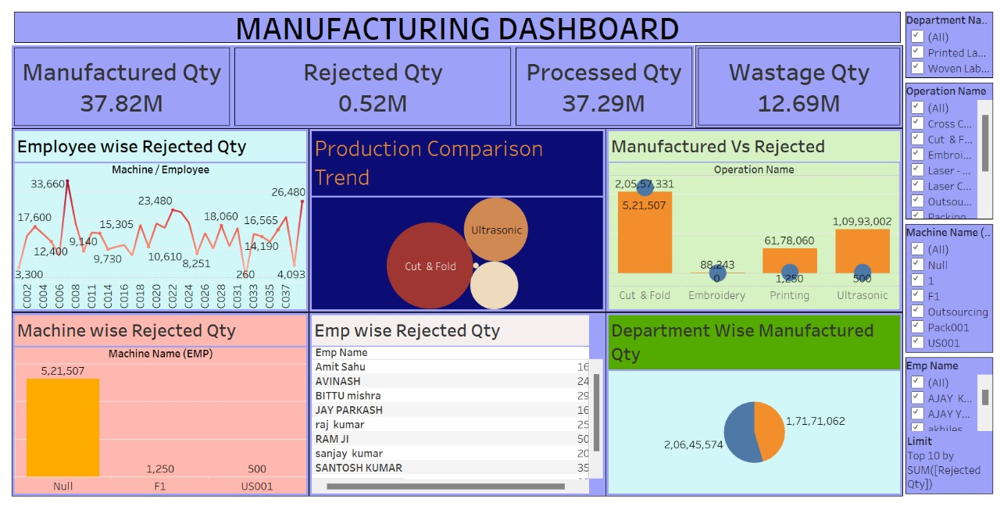 MANUFACTURING DASHBOARD
Manufactured Qty
37.82M
Rejected Qty
0.52M
Processed Qty
37.29M
Wastage Qty
12.69M
Employee wise Rejected Qty
Machine / Employee
33,660
26,480
23,480
17,600
18,060
16,565
15,305
9,140
14,190
12,400
9,730
10,610
8,251
3,300
260
4,093
C002
C004
C006
C008
C011
C014
C016
C018
C020
C022
C024
C026
C028
C031
C033
C035
C037
Production Comparison
Trend
Ultrasonic
Cut & Fold
Manufactured Vs Rejected
Operation Name
2,05,57,331
5,21,507
88,243
0
61,78,060
1,250
1,09,93,002
500
Cut & Fold
Embroidery
Printing
Ultrasonic
Machine wise Rejected Qty
Machine Name (EMP)
5,21,507
1,250
500
Null
F1
US001
Emp wise Rejected Qty
Emp Name
Amit Sahu 16
AVINASH 24
BITTU mishra 29
JAY PARKASH 16
raj kumar 25
RAM JI 50
sanjay kumar 20
SANTOSH KUMAR 35
Department Wise Manufactured
Qty
1,71,71,062
2,06,45,574
Department Na..
(All)
Printed La...
Woven Lab...
Operation Name
(All)
Cross C...
Cut & F...
Embroi...
Laser - ...
Laser C...
Outsou...
Packing
Machine Name (..
(All)
Null
1
F1
Outsourcing
Pack001
US001
Emp Name
(All)
AJAY K...
AJAY Y...
akhiles
Limit
Top 10 by
SUM([Rejected
Qty])